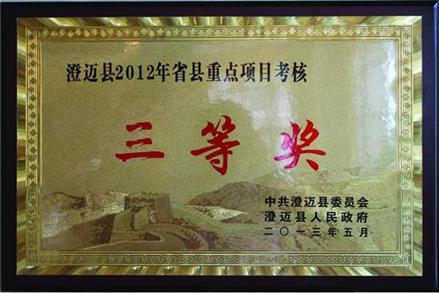 澄迈县2012年省县重点项目考核
三等奖
中共澄迈县委员会
澄迈县人民政府
二〇一三年五月